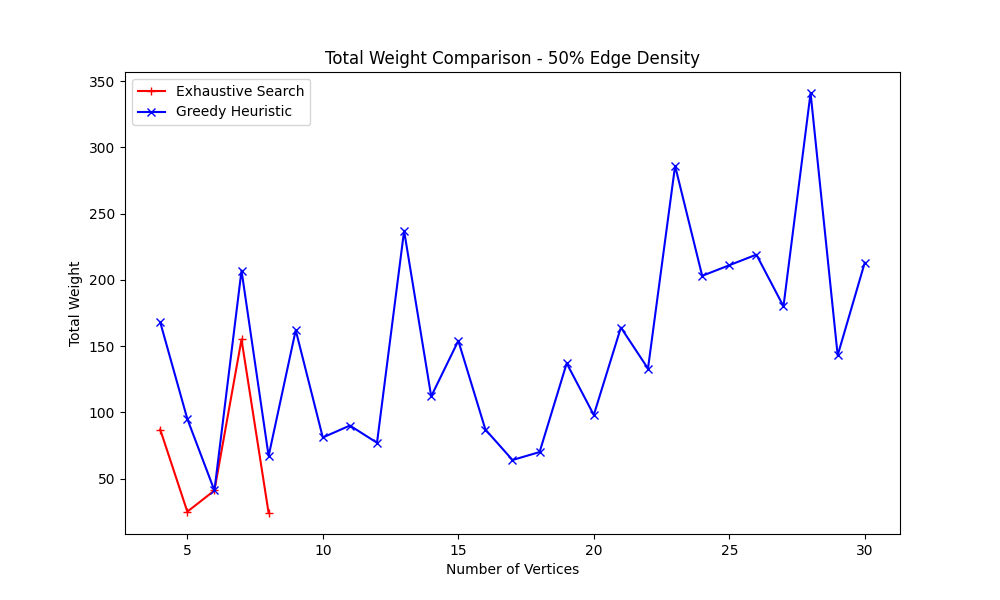 Total Weight Comparison - 50% Edge Density
Exhaustive Search
Greedy Heuristic
350
300
250
200
150
100
50
Total Weight
5 10 15 20 25 30
Number of Vertices